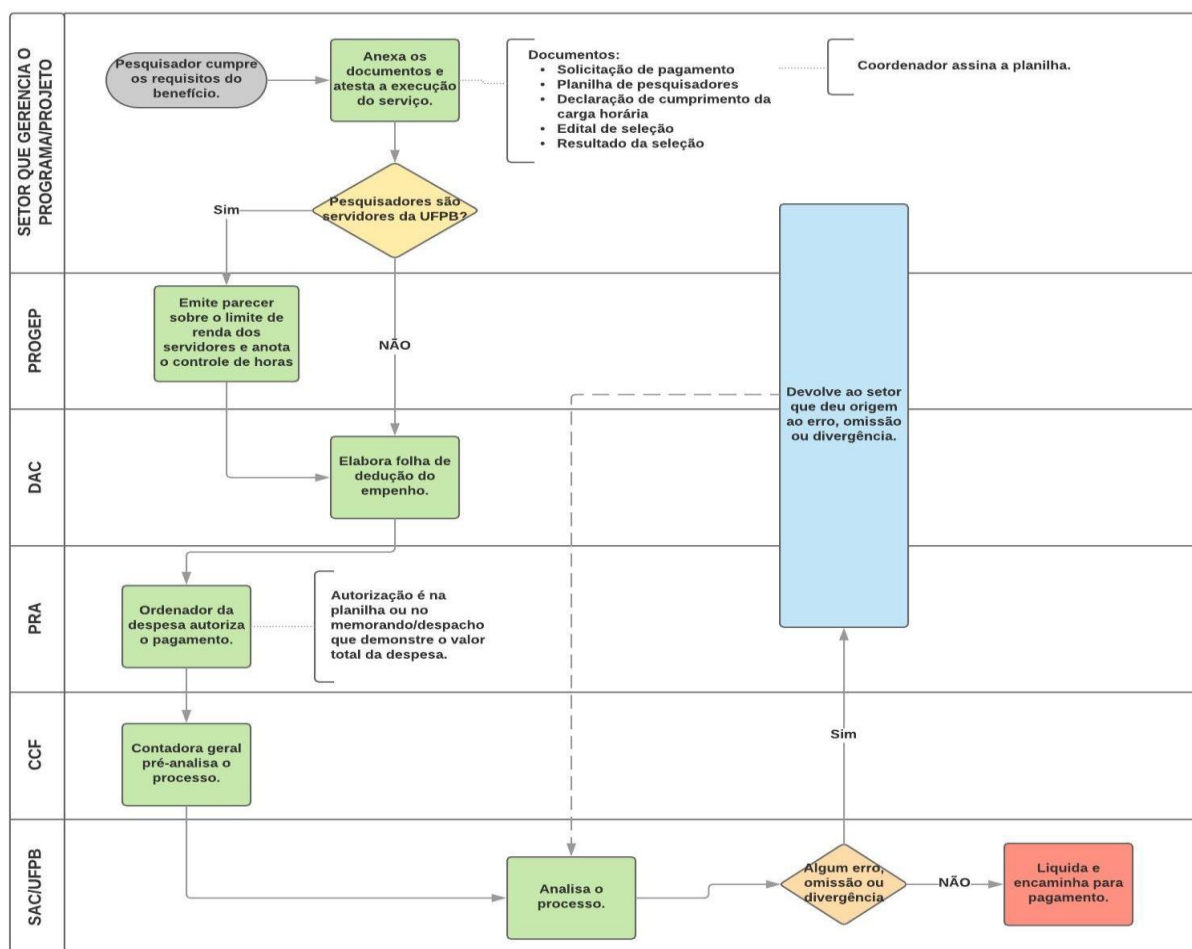 SETOR QUE GERENCIA O
PROGRAMA/PROJETO
Pesquisador cumpre
os requisitos do
benefício.
Anexa os
documentos e
atesta a execução
do serviço.
Documentos:
• Solicitação de pagamento
• Planilha de pesquisadores
• Declaração de cumprimento da
carga horária
• Edital de seleção
• Resultado da seleção
Coordenador assina a planilha.
Pesquisadores são
servidores da UFPB?
Sim
NÃO
PROGEP
Emite parecer
sobre o limite de
renda dos
servidores e anota
o controle de horas
Devolve ao setor
que deu origem
ao erro, omissão
ou divergência.
DAC
Elabora folha de
dedução do
empenho.
PRA
Ordenador da
despesa autoriza
o pagamento.
Autorização é na
planilha ou no
memorando/despacho
que demonstre o valor
total da despesa.
CCF
Contadora geral
pré-analisa o
processo.
Sim
SAC/UFPB
Analisa o
processo.
Algum erro,
omissão ou
divergência
NÃO
Liquida e
encaminha para
pagamento.